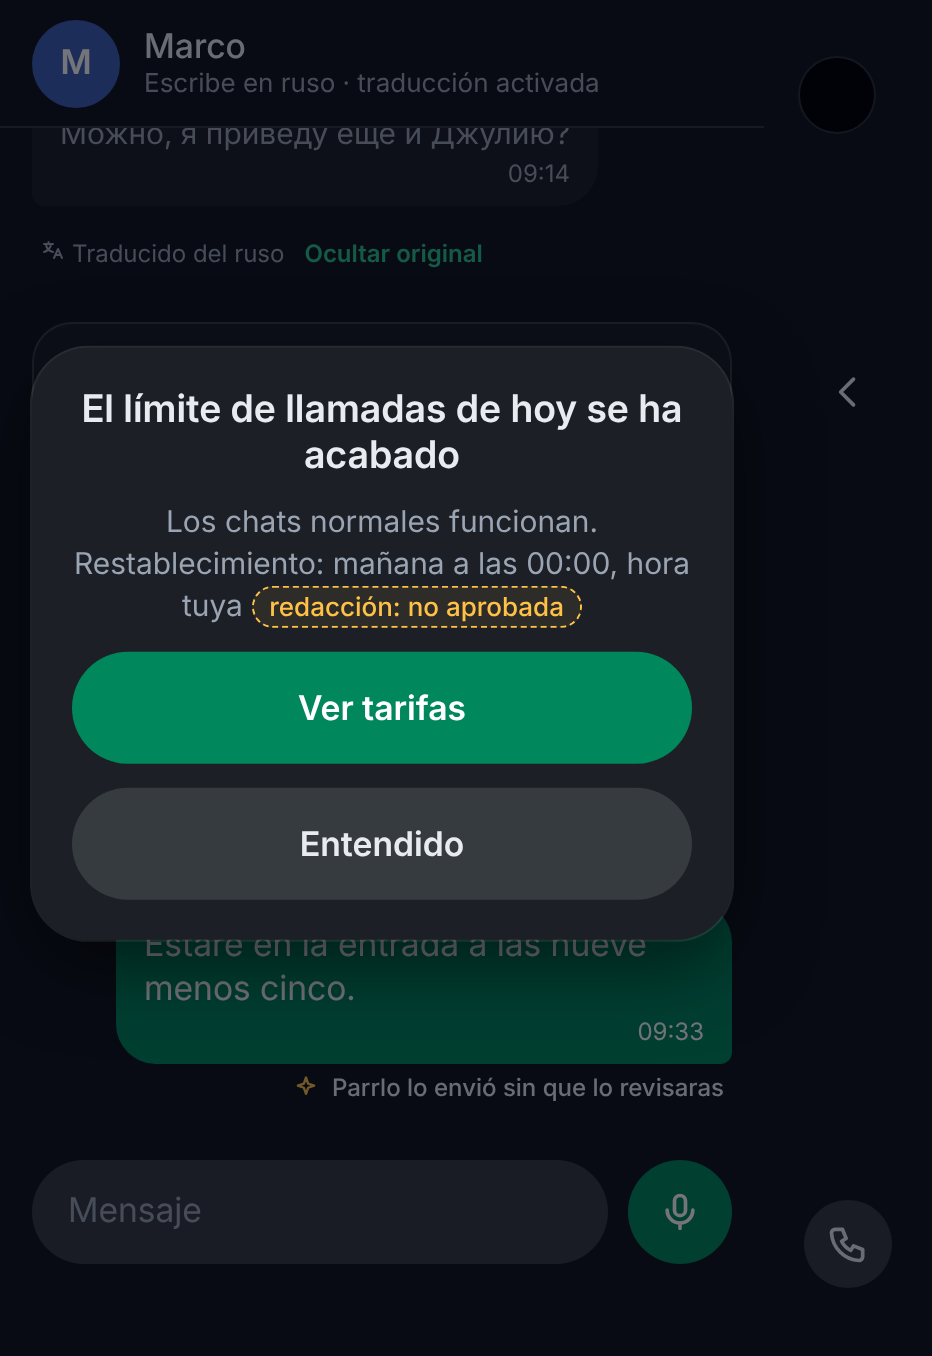 M
Marco
Escribe en ruso · traducción activada
Можно, я приведу ещё и Джулию?
09:14
Traducido del ruso Ocultar original
El límite de llamadas de hoy se ha
acabado
Los chats normales funcionan.
Restablecimiento: mañana a las 00:00, hora
tuya redacción: no aprobada
Ver tarifas
Entendido
Estaré en la entrada a las nueve
menos cinco.
09:33
Parrlo lo envió sin que lo revisaras
Mensaje